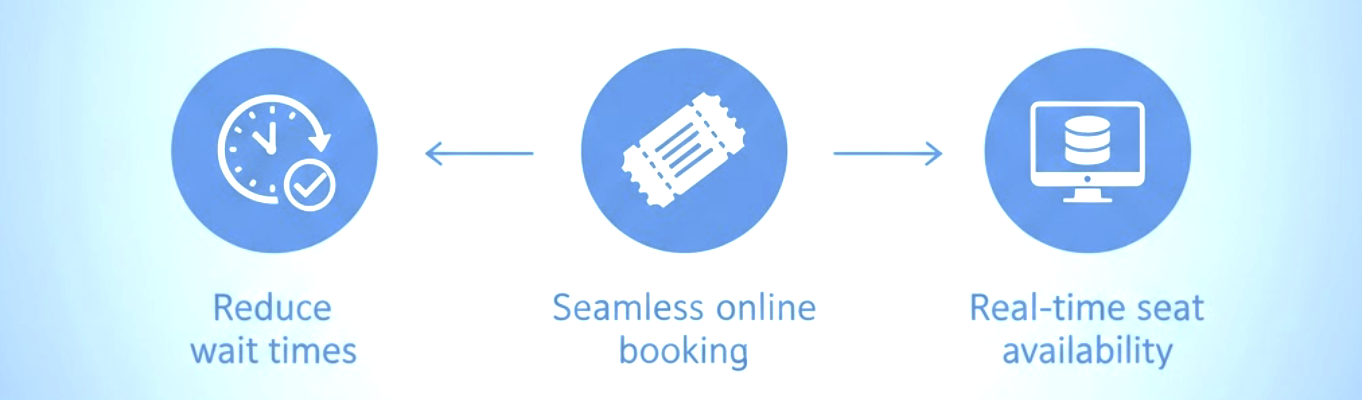 Reduce
wait times
Seamless online
booking
Real-time seat
availability